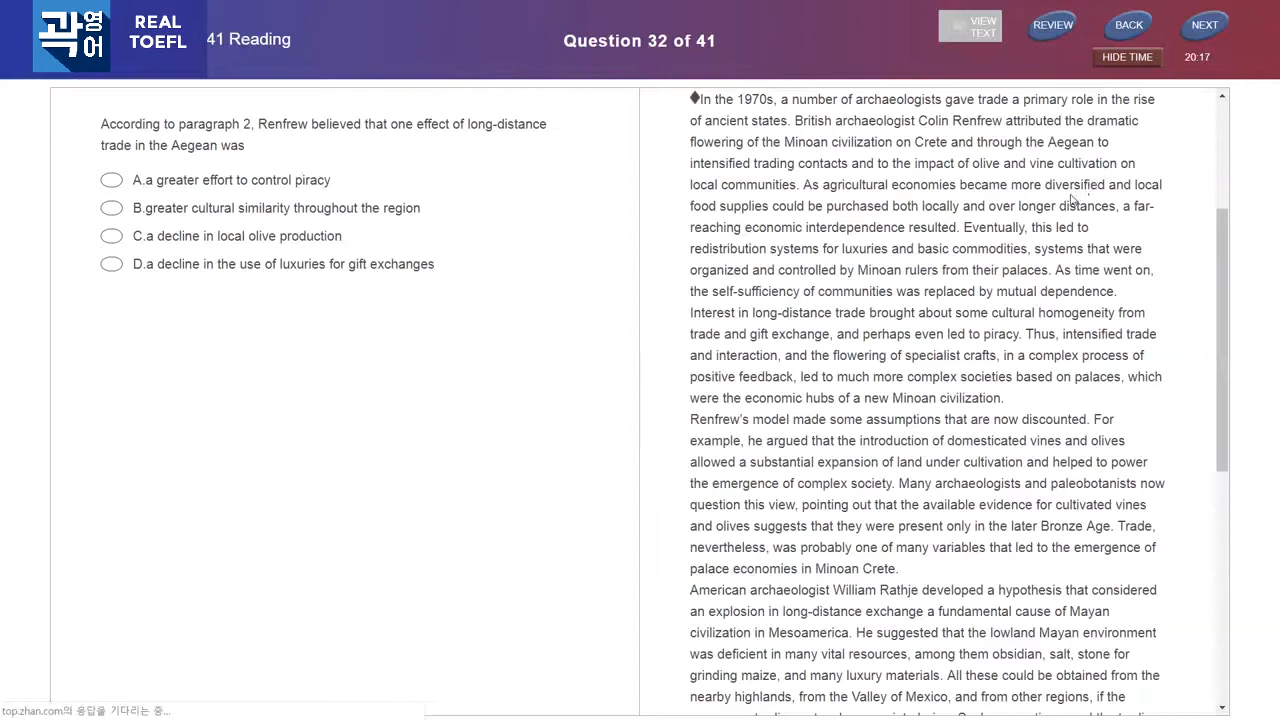 광영어
REAL
TOEFL
41 Reading
Question 32 of 41
VIEW
TEXT
REVIEW
BACK
NEXT
HIDE TIME
20:17
According to paragraph 2, Renfrew believed that one effect of long-distance
trade in the Aegean was
A.a greater effort to control piracy
B.greater cultural similarity throughout the region
C.a decline in local olive production
D.a decline in the use of luxuries for gift exchanges
◆In the 1970s, a number of archaeologists gave trade a primary role in the rise
of ancient states. British archaeologist Colin Renfrew attributed the dramatic
flowering of the Minoan civilization on Crete and through the Aegean to
intensified trading contacts and to the impact of olive and vine cultivation on
local communities. As agricultural economies became more diversified and local
food supplies could be purchased both locally and over longer distances, a far-
reaching economic interdependence resulted. Eventually, this led to
redistribution systems for luxuries and basic commodities, systems that were
organized and controlled by Minoan rulers from their palaces. As time went on,
the self-sufficiency of communities was replaced by mutual dependence.
Interest in long-distance trade brought about some cultural homogeneity from
trade and gift exchange, and perhaps even led to piracy. Thus, intensified trade
and interaction, and the flowering of specialist crafts, in a complex process of
positive feedback, led to much more complex societies based on palaces, which
were the economic hubs of a new Minoan civilization.
Renfrew's model made some assumptions that are now discounted. For
example, he argued that the introduction of domesticated vines and olives
allowed a substantial expansion of land under cultivation and helped to power
the emergence of complex society. Many archaeologists and paleobotanists now
question this view, pointing out that the available evidence for cultivated vines
and olives suggests that they were present only in the later Bronze Age. Trade,
nevertheless, was probably one of many variables that led to the emergence of
palace economies in Minoan Crete.
American archaeologist William Rathje developed a hypothesis that considered
an explosion in long-distance exchange a fundamental cause of Mayan
civilization in Mesoamerica. He suggested that the lowland Mayan environment
was deficient in many vital resources, among them obsidian, salt, stone for
grinding maize, and many luxury materials. All these could be obtained from the
nearby highlands, from the Valley of Mexico, and from other regions, if the
top.zhan.com의 응답을 기다리는 중...